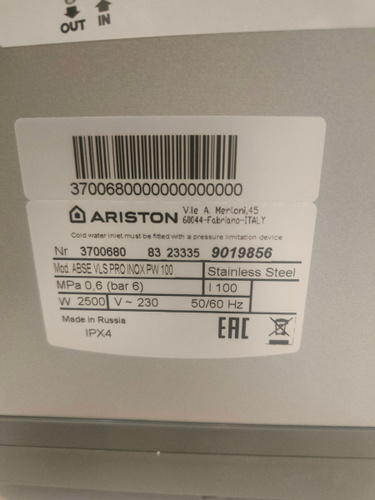 OUT IN
3700680000000000000
ARISTON V.le A. Merloni,45
60044-Fabriano-ITALY
Cold water inlet must be fitted with a pressure limitation device
Nr 3700680 83 23335 9019856
Mod. ABSE VLS PRO INOX PW 100 Stainless Steel
MPa 0,6 (bar 6) l 100
W 2500 V ~ 230 50/60 Hz
Made in Russia
IPX4
EAC